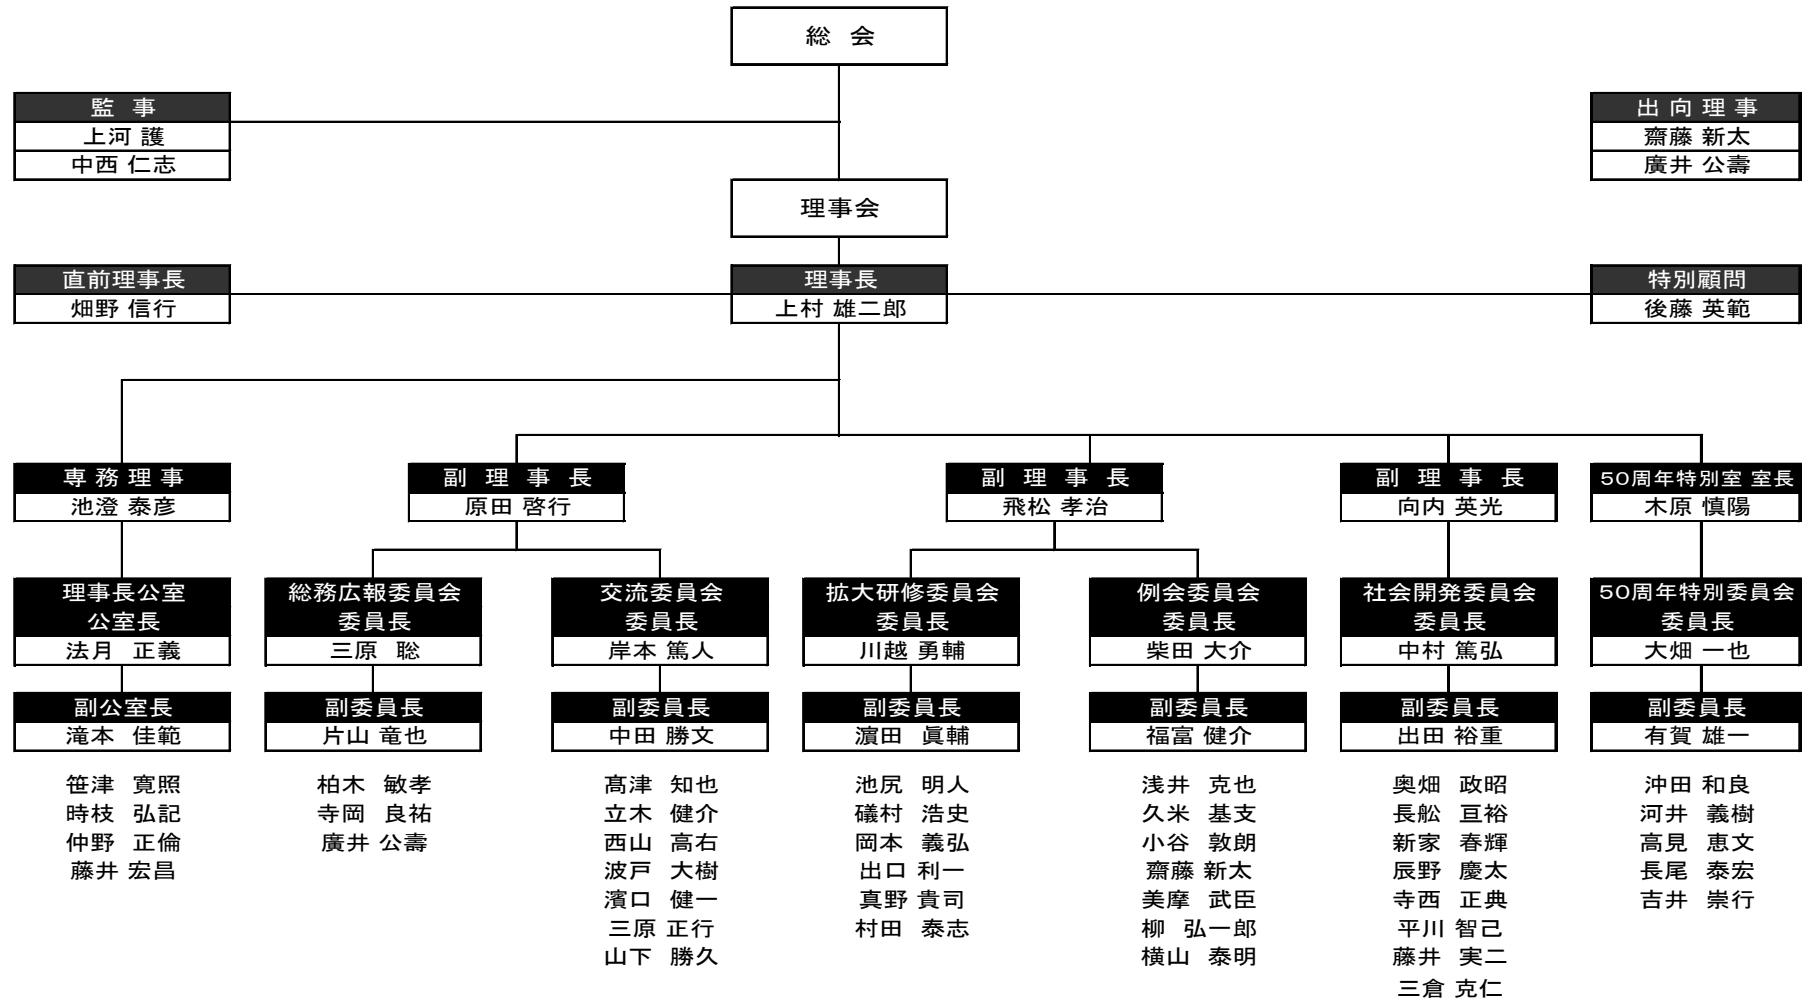 総 会
監 事
上河 護
中西 仁志
出 向 理 事
齋藤 新太
廣井 公壽
理事会
直前理事長
畑野 信行
理事長
上村 雄二郎
特別顧問
後藤 英範
専 務 理 事
池澄 泰彦
副 理 事 長
原田 啓行
副 理 事 長
飛松 孝治
副 理 事 長
向内 英光
50周年特別室 室長
木原 慎陽
理事長公室
公室長
法月 正義
総務広報委員会
委員長
三原 聡
交流委員会
委員長
岸本 篤人
拡大研修委員会
委員長
川越 勇輔
例会委員会
委員長
柴田 大介
社会開発委員会
委員長
中村 篤弘
50周年特別委員会
委員長
大畑 一也
副公室長
滝本 佳範
副委員長
片山 竜也
副委員長
中田 勝文
副委員長
濵田 眞輔
副委員長
福富 健介
副委員長
出田 裕重
副委員長
有賀 雄一
笹津 寛照
時枝 弘記
仲野 正倫
藤井 宏昌
柏木 敏孝
寺岡 良祐
廣井 公壽
髙津 知也
立木 健介
西山 高右
波戸 大樹
濱口 健一
三原 正行
山下 勝久
池尻 明人
礒村 浩史
岡本 義弘
出口 利一
真野 貴司
村田 泰志
浅井 克也
久米 基支
小谷 敦朗
齋藤 新太
美摩 武臣
柳 弘一郎
横山 泰明
奥畑 政昭
長舩 亘裕
新家 春輝
辰野 慶太
寺西 正典
平川 智己
藤井 実二
三倉 克仁
沖田 和良
河井 義樹
高見 恵文
長尾 泰宏
吉井 崇行